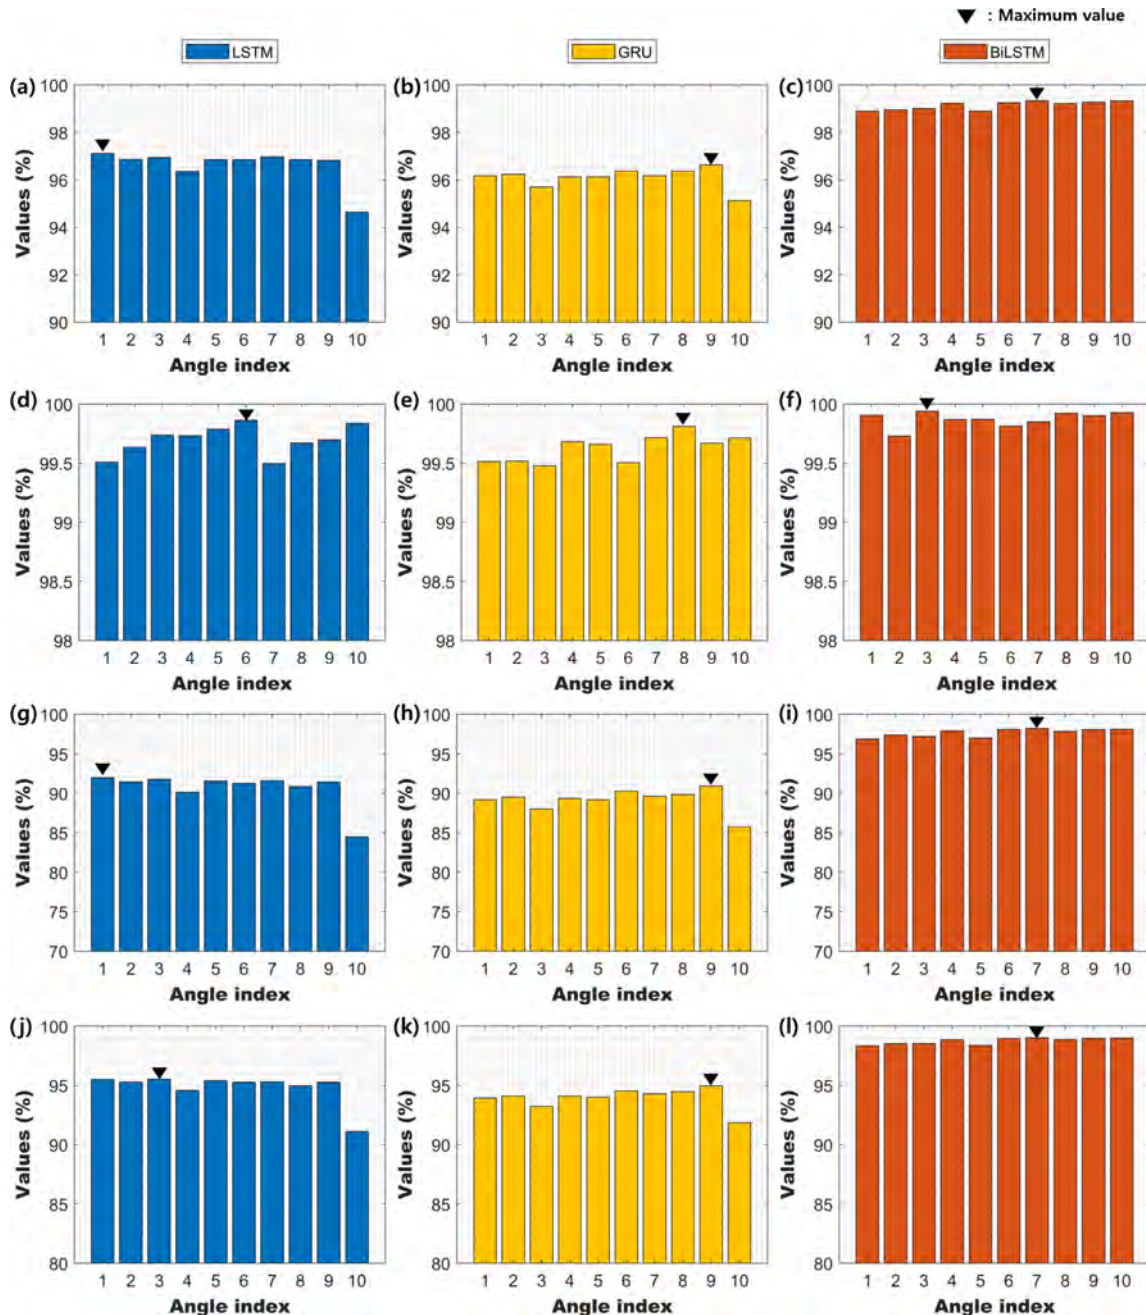 ▼ : Maximum value
LSTM GRU BiLSTM
(a) (b) (c)
100 98 96 94 92 90
100 98 96 94 92 90
100 98 96 94 92 90
Values (%) Values (%) Values (%)
1 2 3 4 5 6 7 8 9 10 1 2 3 4 5 6 7 8 9 10 1 2 3 4 5 6 7 8 9 10
Angle index Angle index Angle index
(d) (e) (f)
100 99.5 99 98.5 98
100 99.5 99 98.5 98
100 99.5 99 98.5 98
Values (%) Values (%) Values (%)
1 2 3 4 5 6 7 8 9 10 1 2 3 4 5 6 7 8 9 10 1 2 3 4 5 6 7 8 9 10
Angle index Angle index Angle index
(g) (h) (i)
100 95 90 85 80 75 70
100 95 90 85 80 75 70
100 95 90 85 80 75 70
Values (%) Values (%) Values (%)
1 2 3 4 5 6 7 8 9 10 1 2 3 4 5 6 7 8 9 10 1 2 3 4 5 6 7 8 9 10
Angle index Angle index Angle index
(j) (k) (l)
100 95 90 85 80
100 95 90 85 80
100 95 90 85 80
Values (%) Values (%) Values (%)
1 2 3 4 5 6 7 8 9 10 1 2 3 4 5 6 7 8 9 10 1 2 3 4 5 6 7 8 9 10
Angle index Angle index Angle index